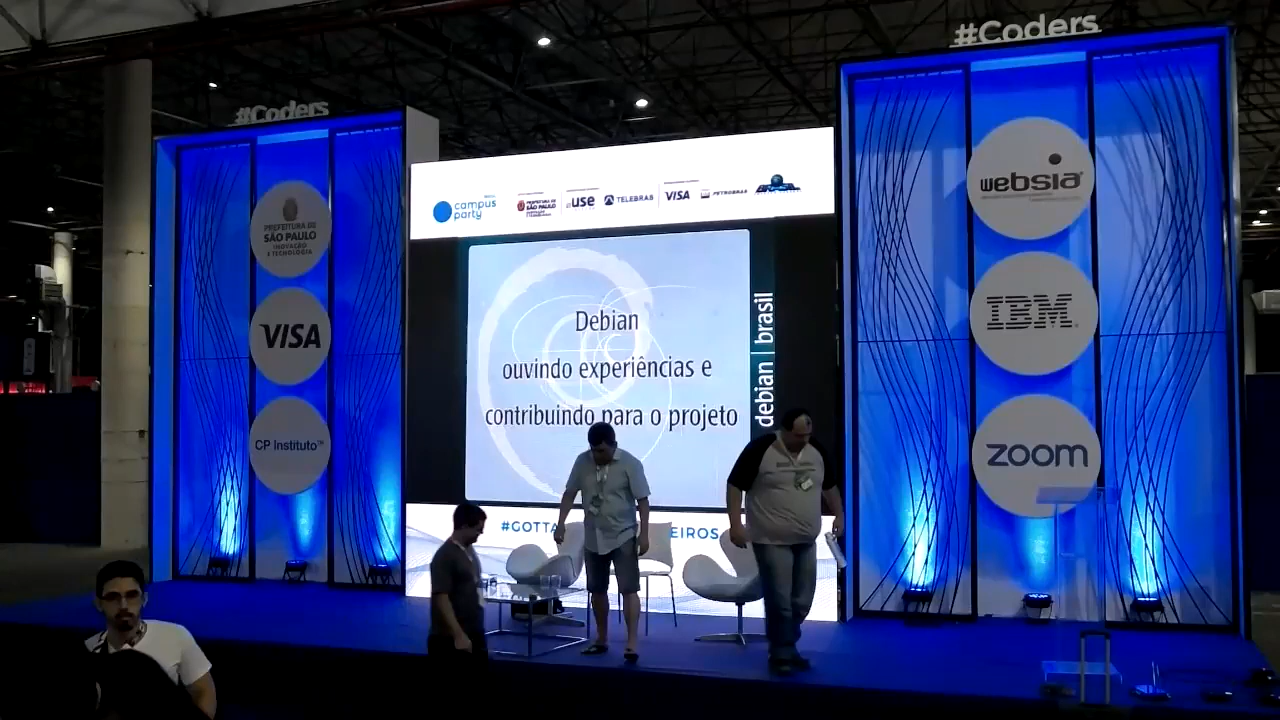 #Coders
#Coders
campus
party
PREFEITURA DE
SÃO PAULO
use
TELEBRAS
VISA
PETROBRAS
PREFEITURA DE
SÃO PAULO
INOVAÇÃO
E TECNOLOGIA
VISA
CP Instituto™
Debian
ouvindo experiências e
contribuindo para o projeto
debian | brasil
#GOTTA
EIROS
websia
IBM
zoom